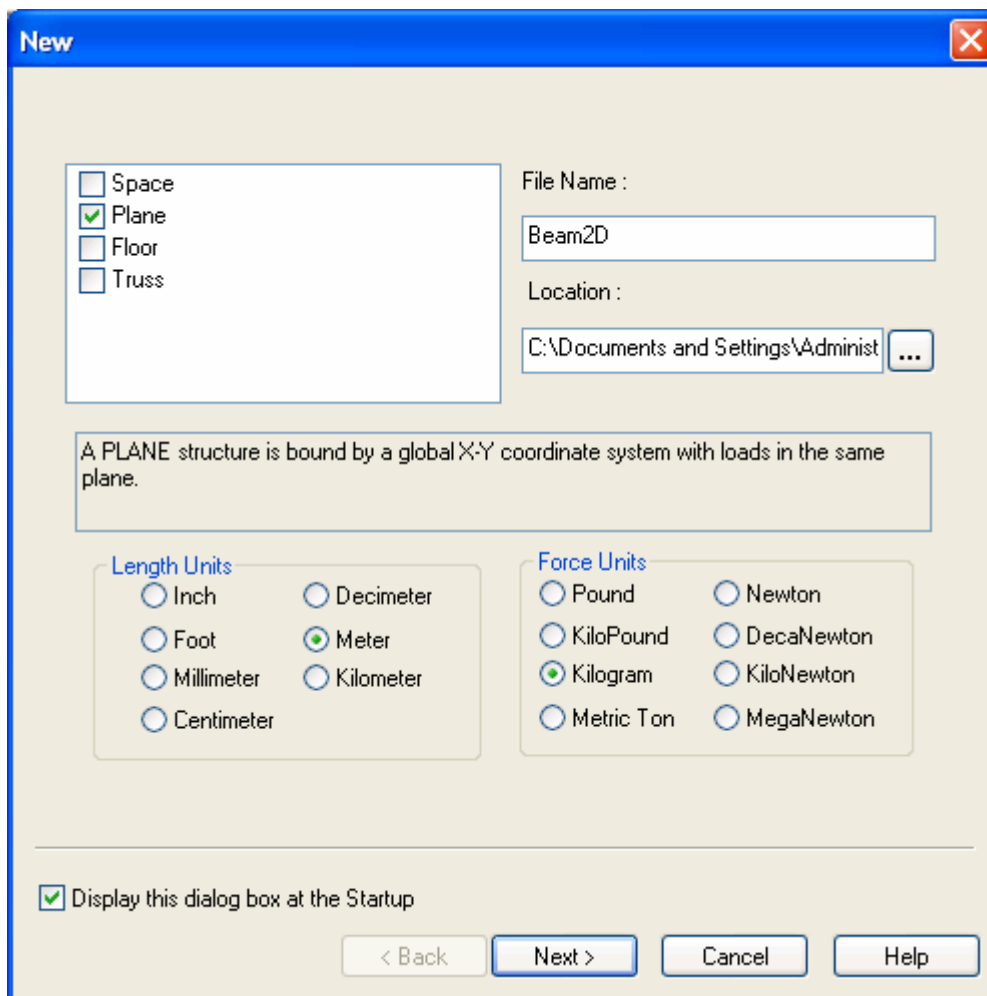 New
Space
Plane
Floor
Truss
File Name :
Beam2D
Location :
C:\Documents and Settings\Administ
...
A PLANE structure is bound by a global X-Y coordinate system with loads in the same
plane.
Length Units
Inch
Decimeter
Foot
Meter
Millimeter
Kilometer
Centimeter
Force Units
Pound
Newton
KiloPound
DecaNewton
Kilogram
KiloNewton
Metric Ton
MegaNewton
Display this dialog box at the Startup
< Back
Next >
Cancel
Help